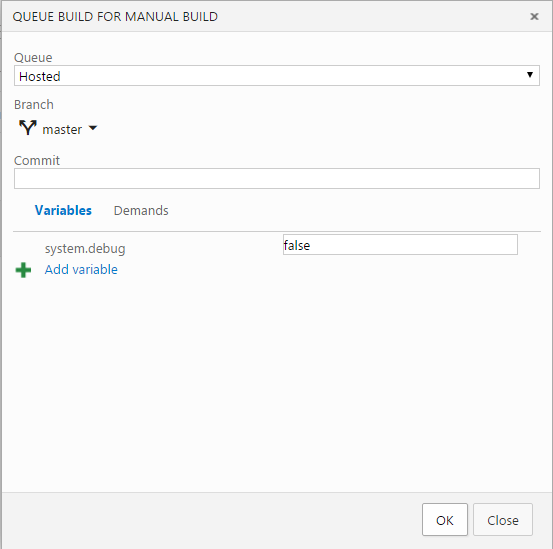 QUEUE BUILD FOR MANUAL BUILD
Queue
Hosted
Branch
master
Commit
Variables Demands
system.debug false
Add variable
OK Close